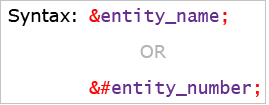 Syntax: &entity_name;
OR
&#entity_number;